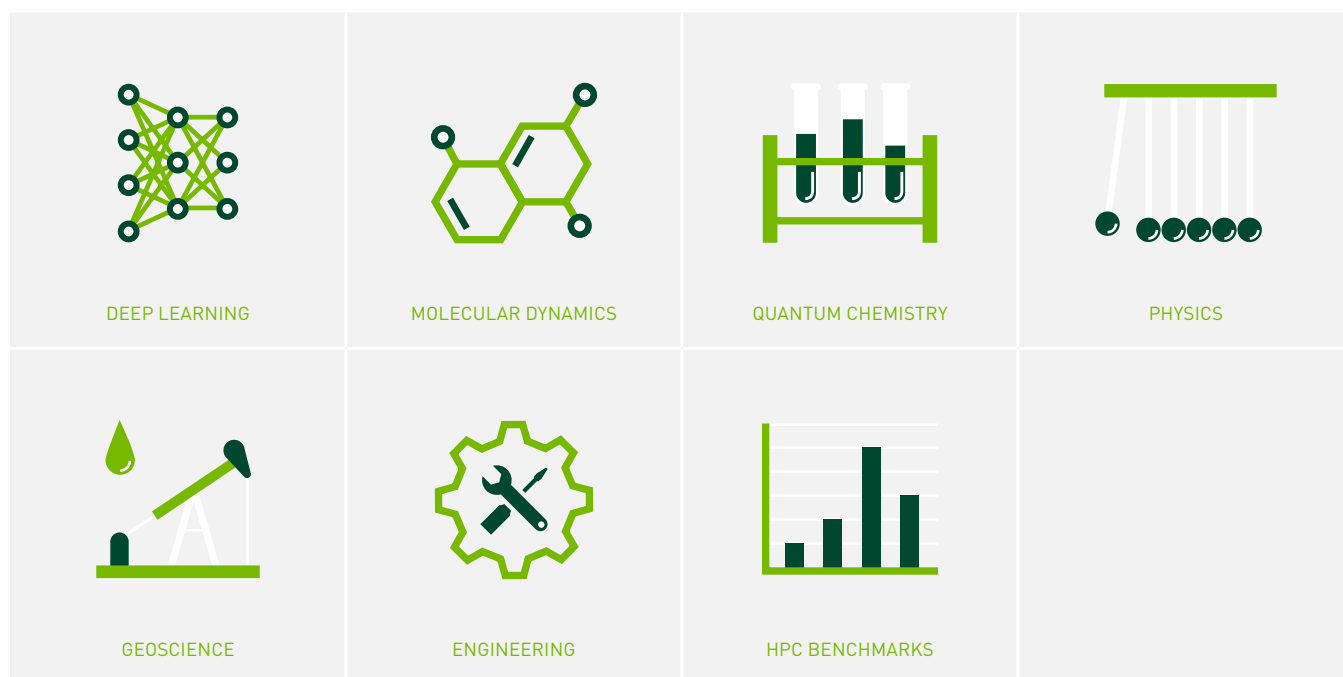 DEEP LEARNING
MOLECULAR DYNAMICS
QUANTUM CHEMISTRY
PHYSICS
GEOSCIENCE
ENGINEERING
HPC BENCHMARKS